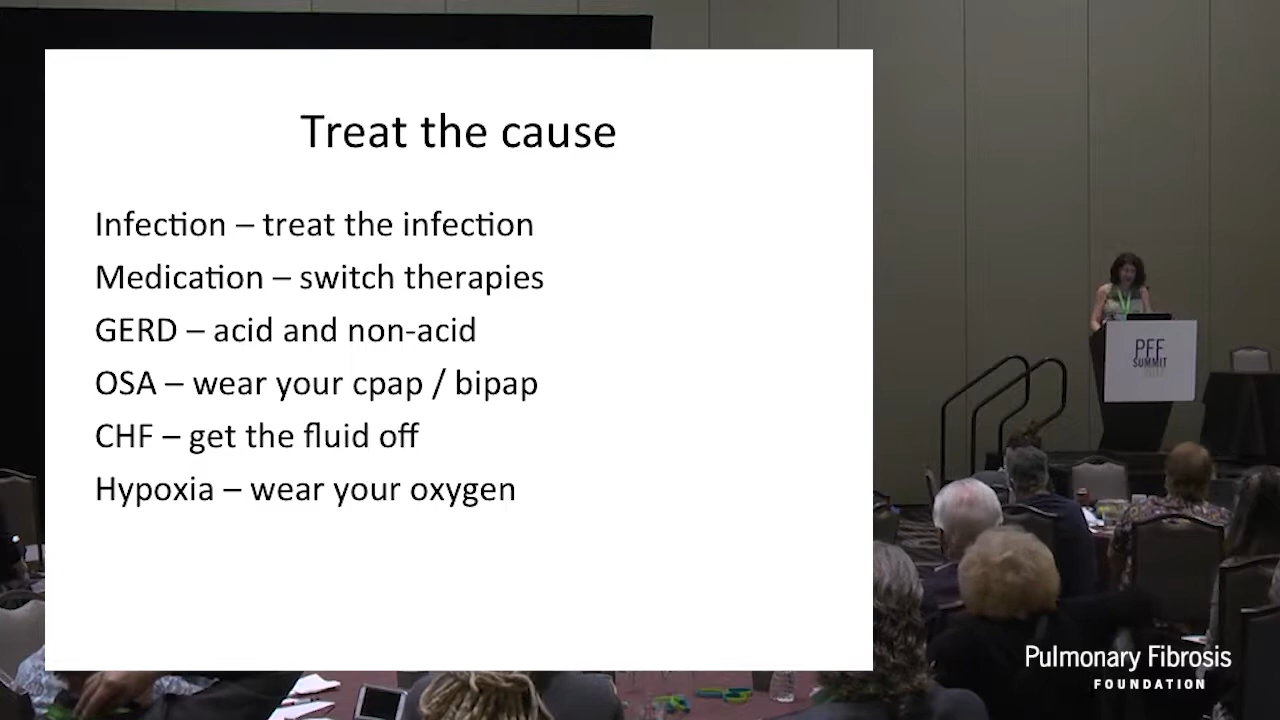 Treat the cause
Infection – treat the infection
Medication – switch therapies
GERD – acid and non-acid
OSA – wear your cpap / bipap
CHF – get the fluid off
Hypoxia – wear your oxygen
PFF
SUMMIT
Pulmonary Fibrosis
FOUNDATION